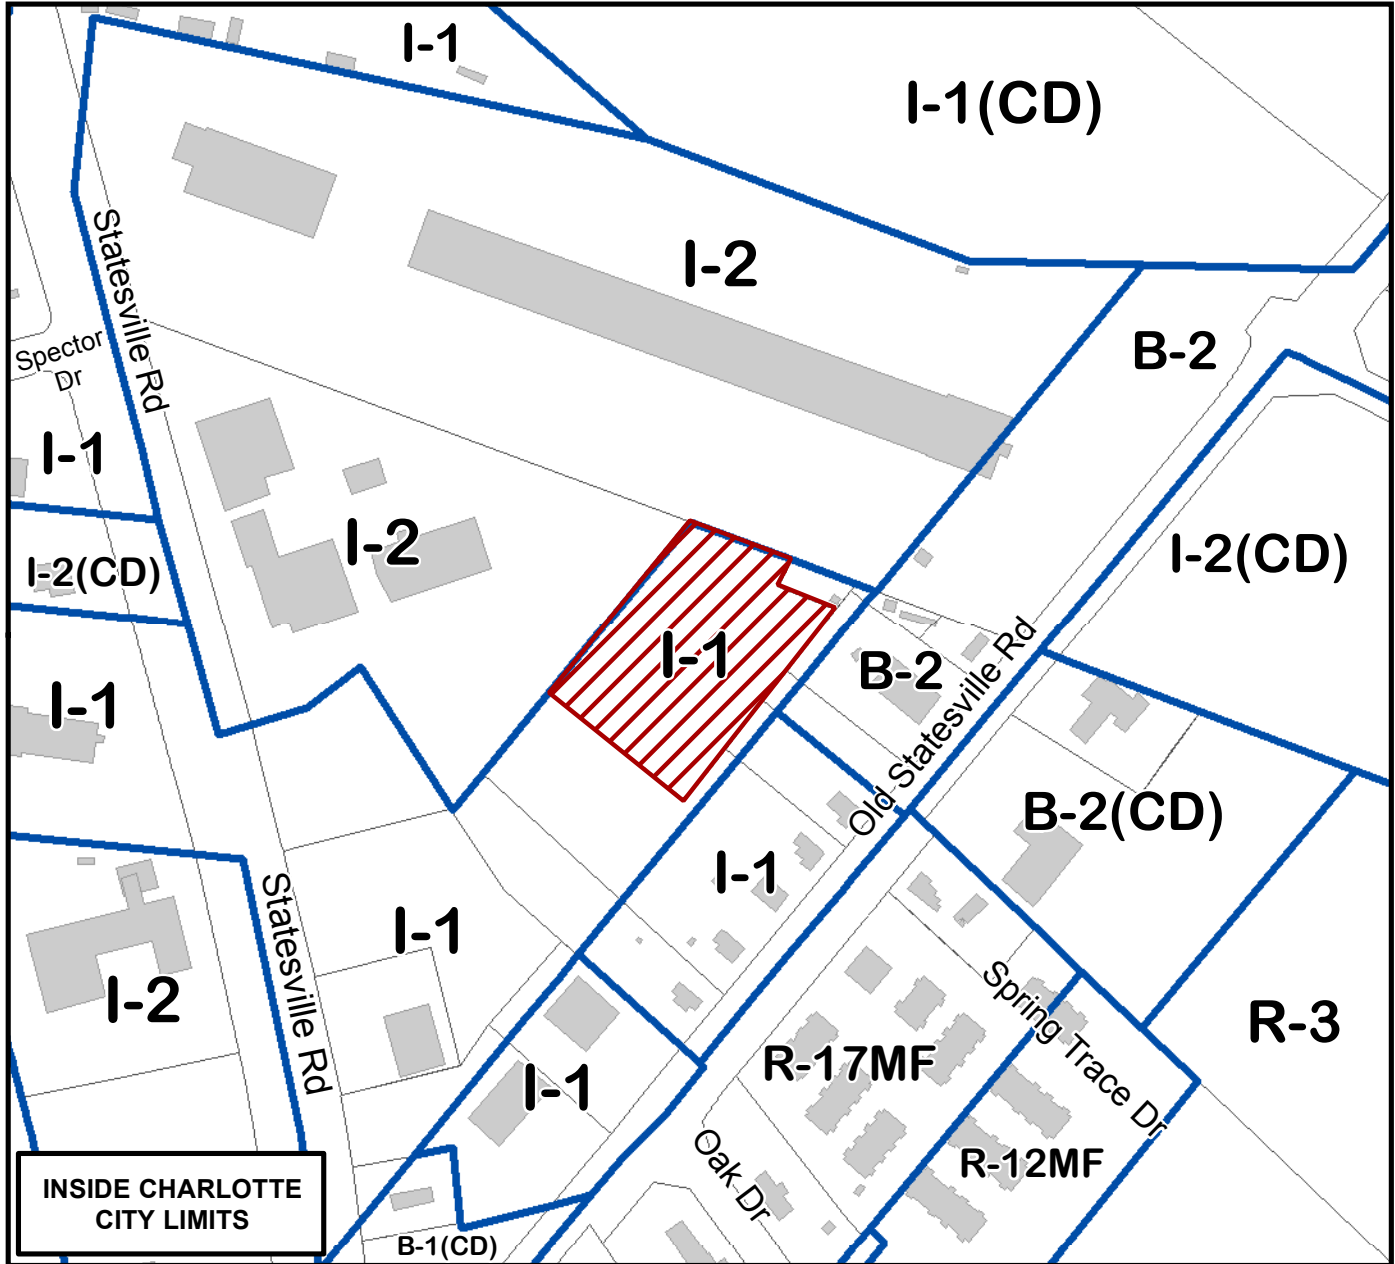 I-1
I-1(CD)
I-2
Statesville Rd
B-2
Spector
Dr
I-1
I-2
I-2(CD)
I-2(CD)
I-1
B-2
Old Statesville Rd
I-1
B-2(CD)
I-1
Statesville Rd
I-1
I-2
Spring Trace Dr
R-3
R-17MF
I-1
Oak Dr
R-12MF
INSIDE CHARLOTTE
CITY LIMITS
B-1(CD)